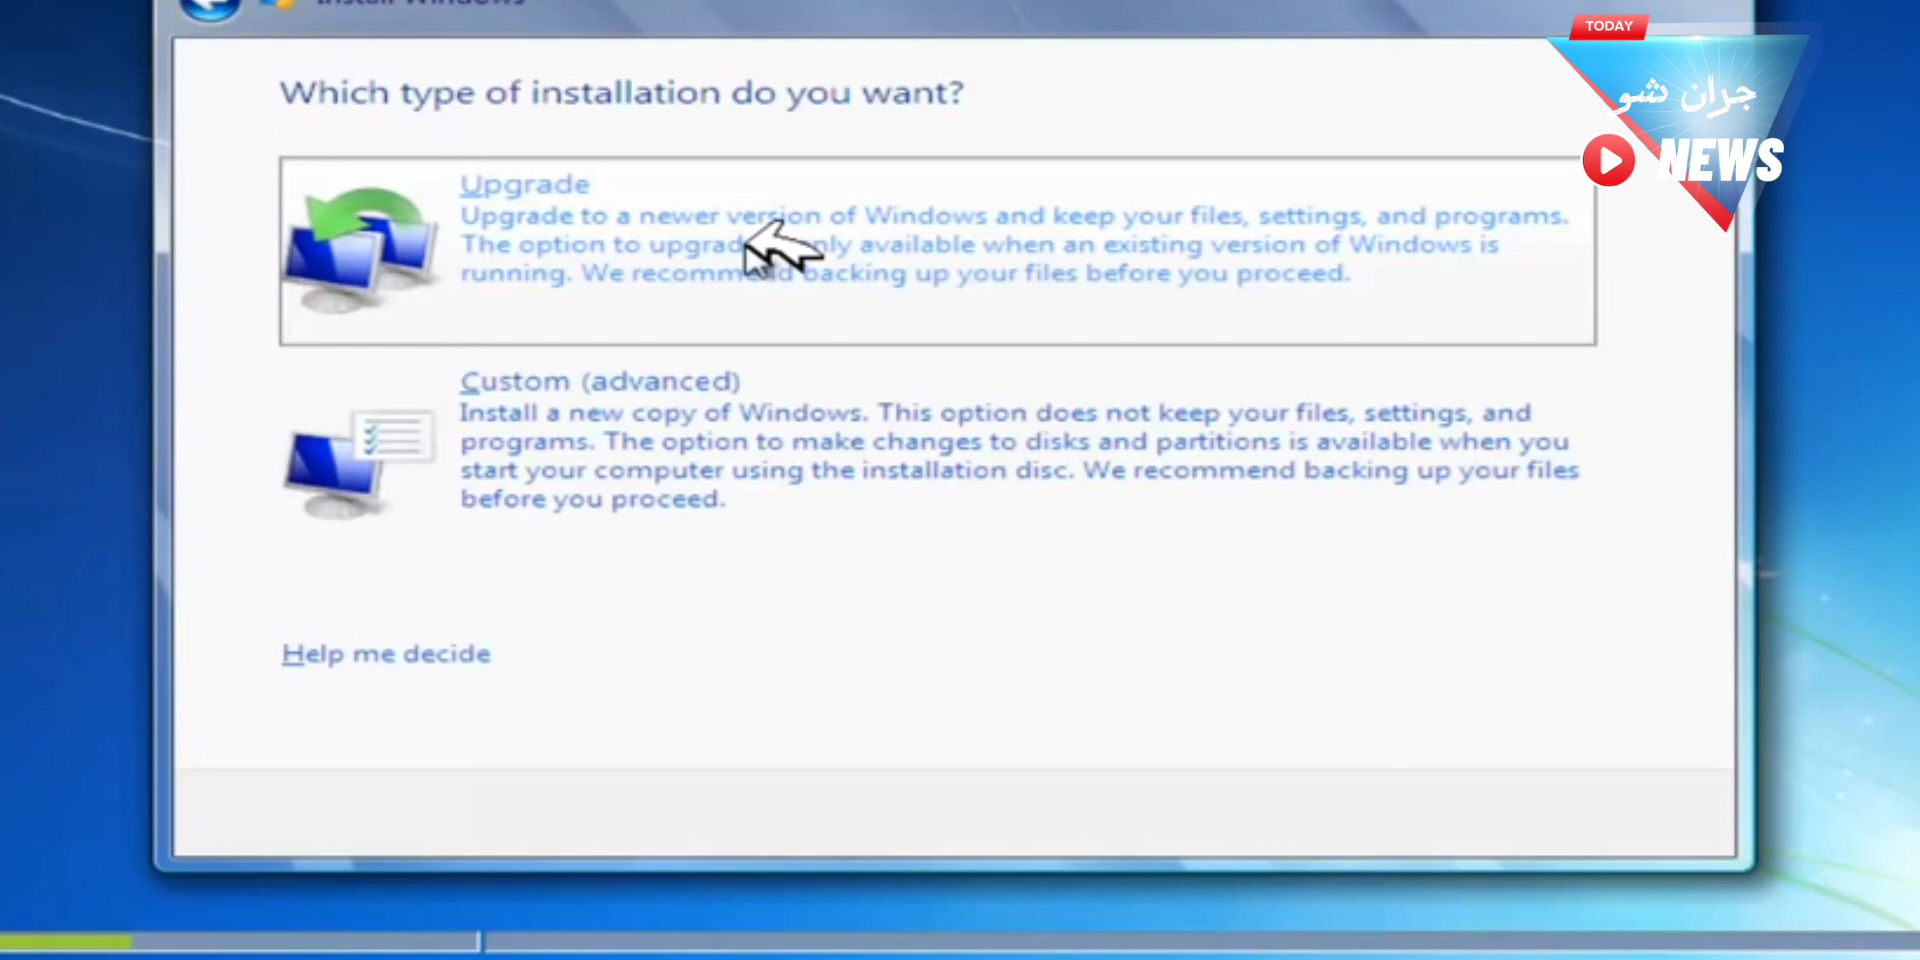 Install Windows
TODAY
جران شو
NEWS
Which type of installation do you want?
Upgrade
Upgrade to a newer version of Windows and keep your files, settings, and programs.
The option to upgrade only available when an existing version of Windows is
running. We recommend backing up your files before you proceed.
Custom (advanced)
Install a new copy of Windows. This option does not keep your files, settings, and
programs. The option to make changes to disks and partitions is available when you
start your computer using the installation disc. We recommend backing up your files
before you proceed.
Help me decide